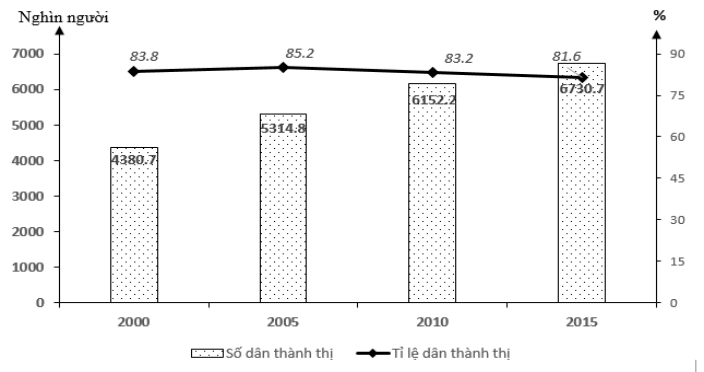 Nghìn người
%
83.8 85.2 83.2 81.6
7000 90
6000 75
5000 60
4000 45
3000 30
2000 15
1000 0
0
4380.7 5314.8 6152.2 6730.7
2000 2005 2010 2015
Số dân thành thị Tỉ lệ dân thành thị